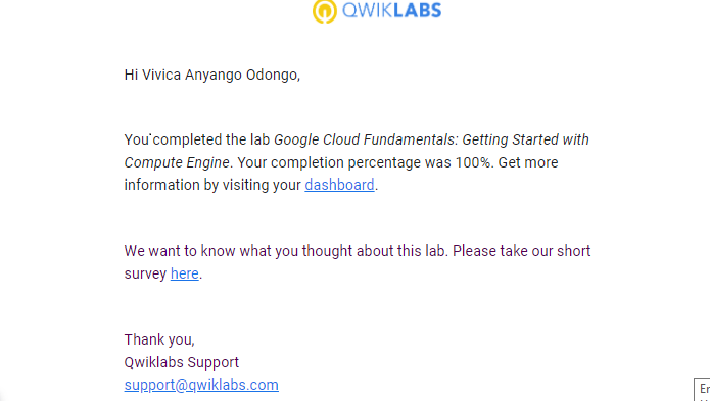 QWIKLABS
Hi Vivica Anyango Odongo,
You completed the lab Google Cloud Fundamentals: Getting Started with
Compute Engine. Your completion percentage was 100%. Get more
information by visiting your dashboard.
We want to know what you thought about this lab. Please take our short
survey here.
Thank you,
Qwiklabs Support
support@qwiklabs.com